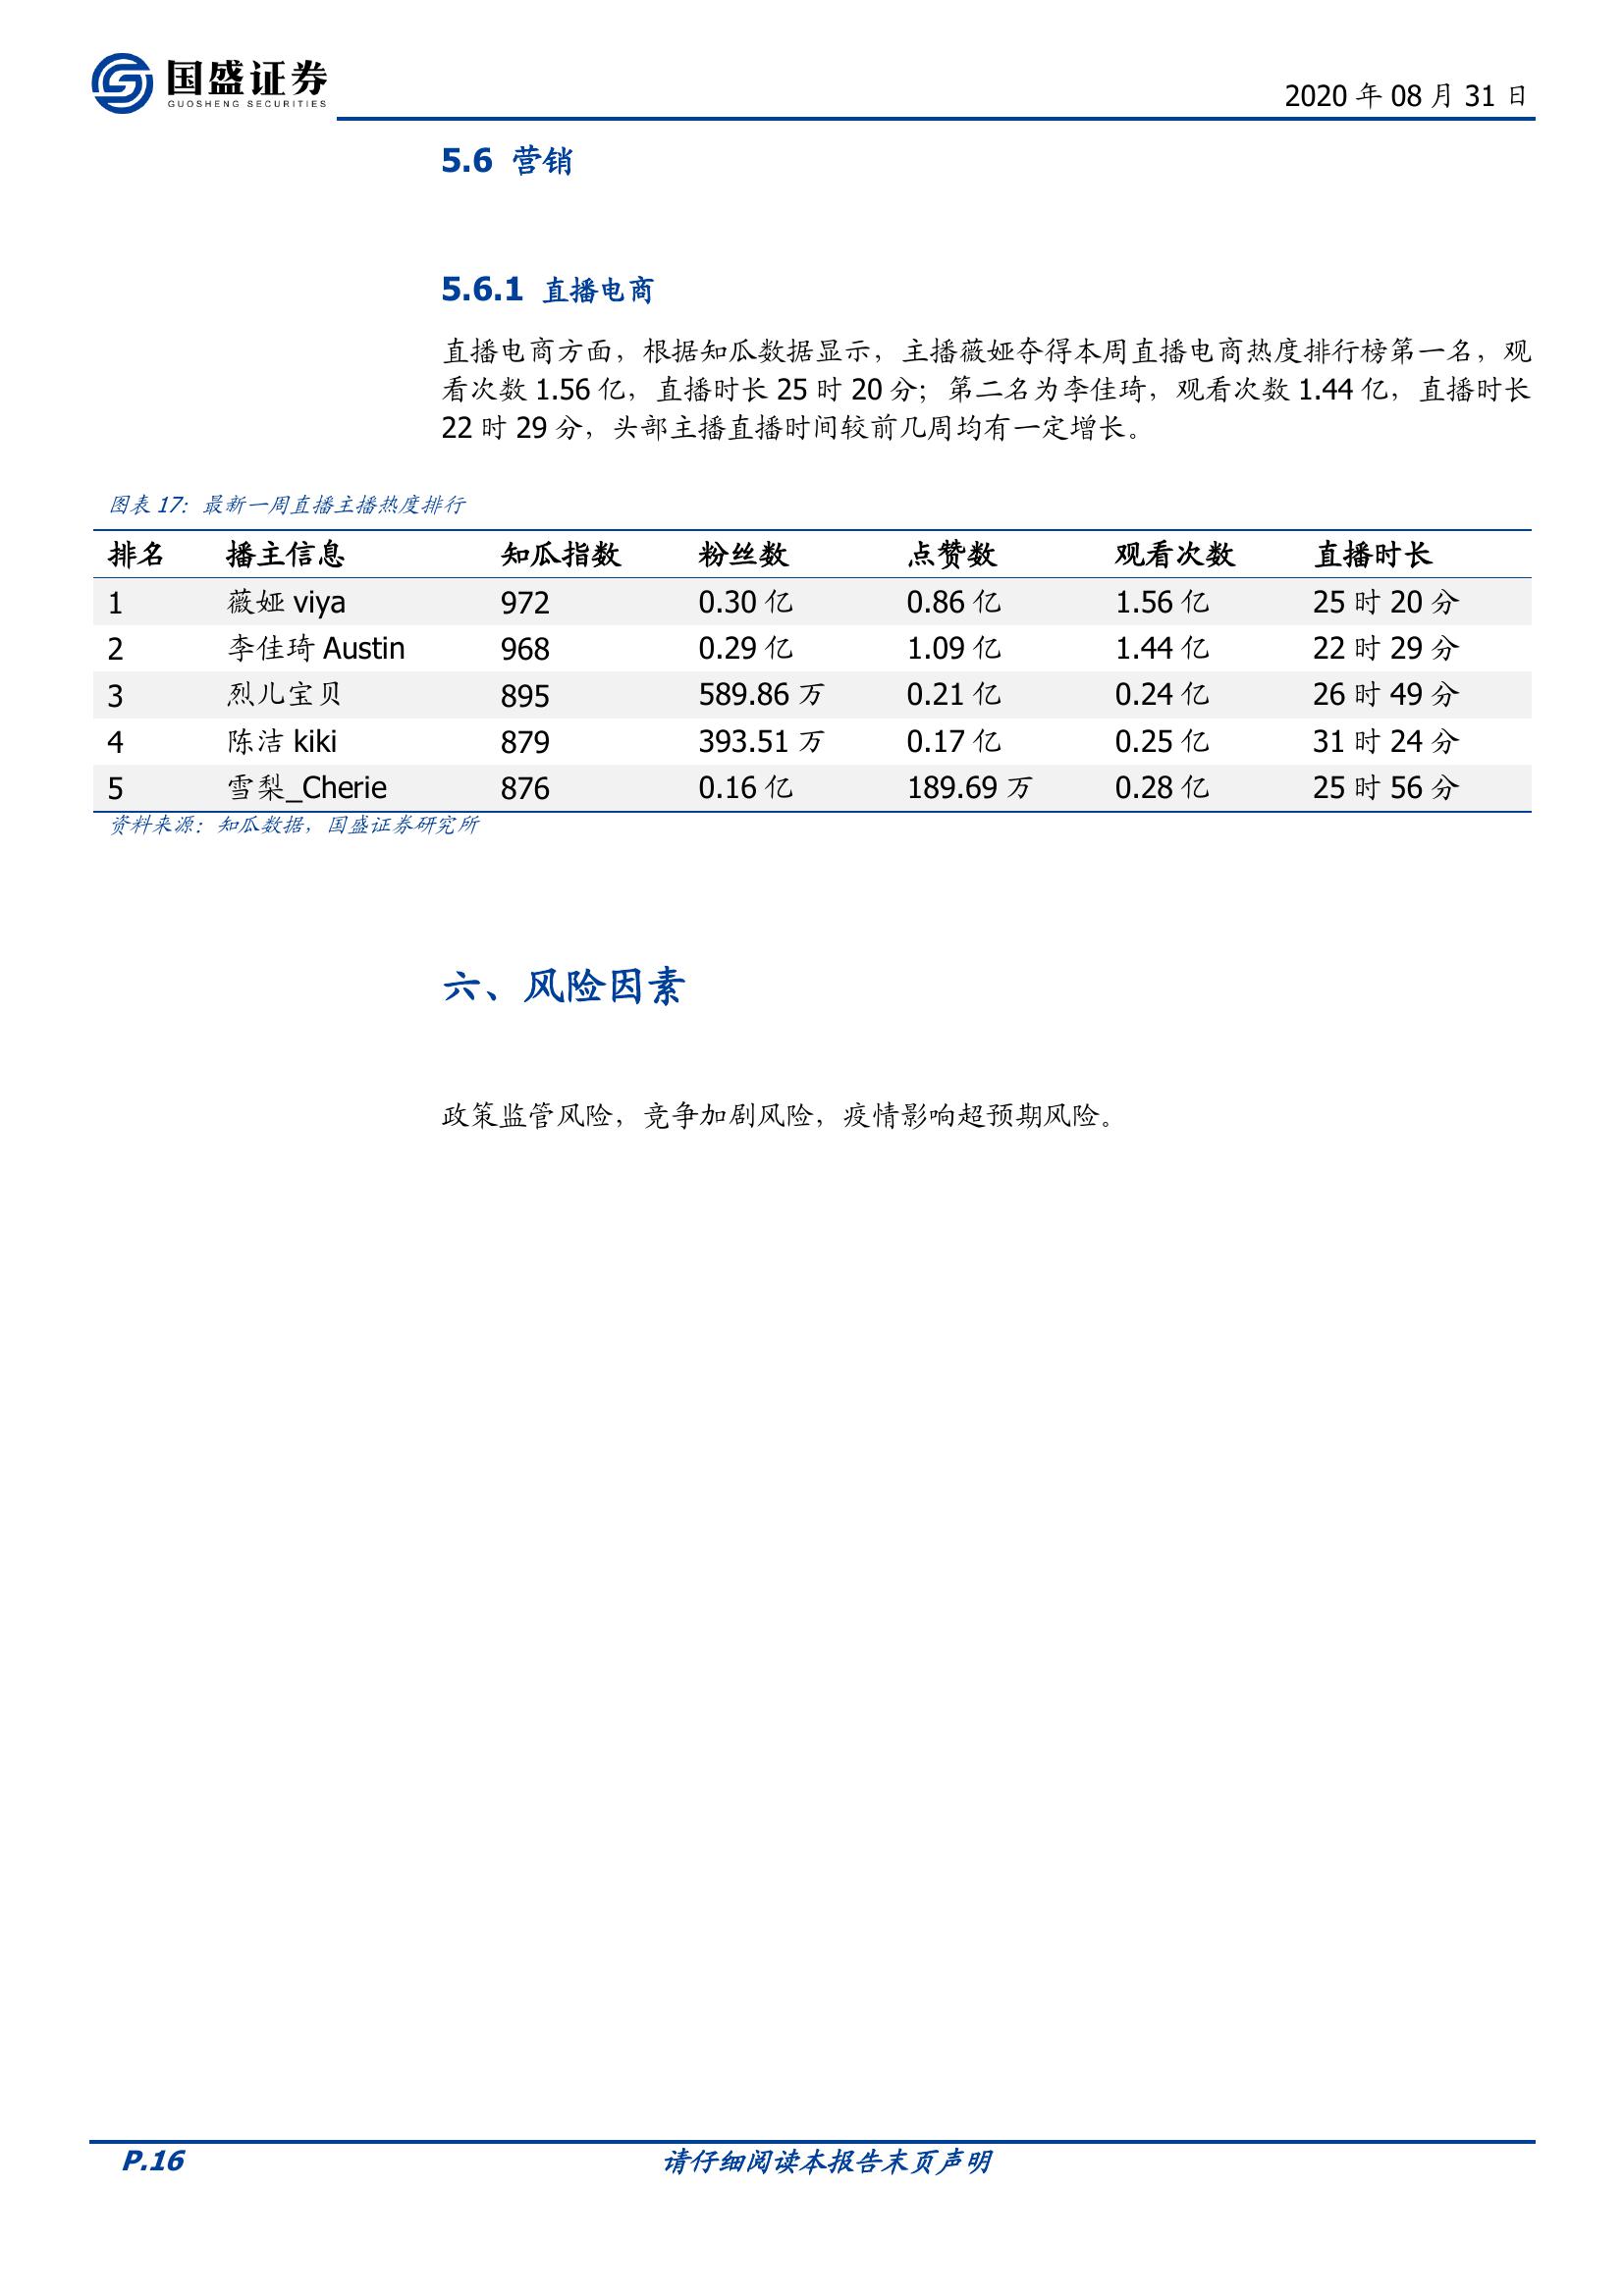 国盛证券
GUOSHENG SECURITIES
2020 年 08 月 31 日
5.6 营销
5.6.1 直播电商
直播电商方面，根据知瓜数据显示，主播薇娅夺得本周直播电商热度排行榜第一名，观
看次数 1.56 亿，直播时长 25 时 20 分；第二名为李佳琦，观看次数 1.44 亿，直播时长
22 时 29 分，头部主播直播时间较前几周均有一定增长。
图表 17：最新一周直播主播热度排行
排名 播主信息 知瓜指数 粉丝数 点赞数 观看次数 直播时长
1 薇娅 viya 972 0.30 亿 0.86 亿 1.56 亿 25 时 20 分
2 李佳琦 Austin 968 0.29 亿 1.09 亿 1.44 亿 22 时 29 分
3 烈儿宝贝 895 589.86 万 0.21 亿 0.24 亿 26 时 49 分
4 陈洁 kiki 879 393.51 万 0.17 亿 0.25 亿 31 时 24 分
5 雪梨_Cherie 876 0.16 亿 189.69 万 0.28 亿 25 时 56 分
资料来源：知瓜数据，国盛证券研究所
六、风险因素
政策监管风险，竞争加剧风险，疫情影响超预期风险。
P.16 请仔细阅读本报告末页声明